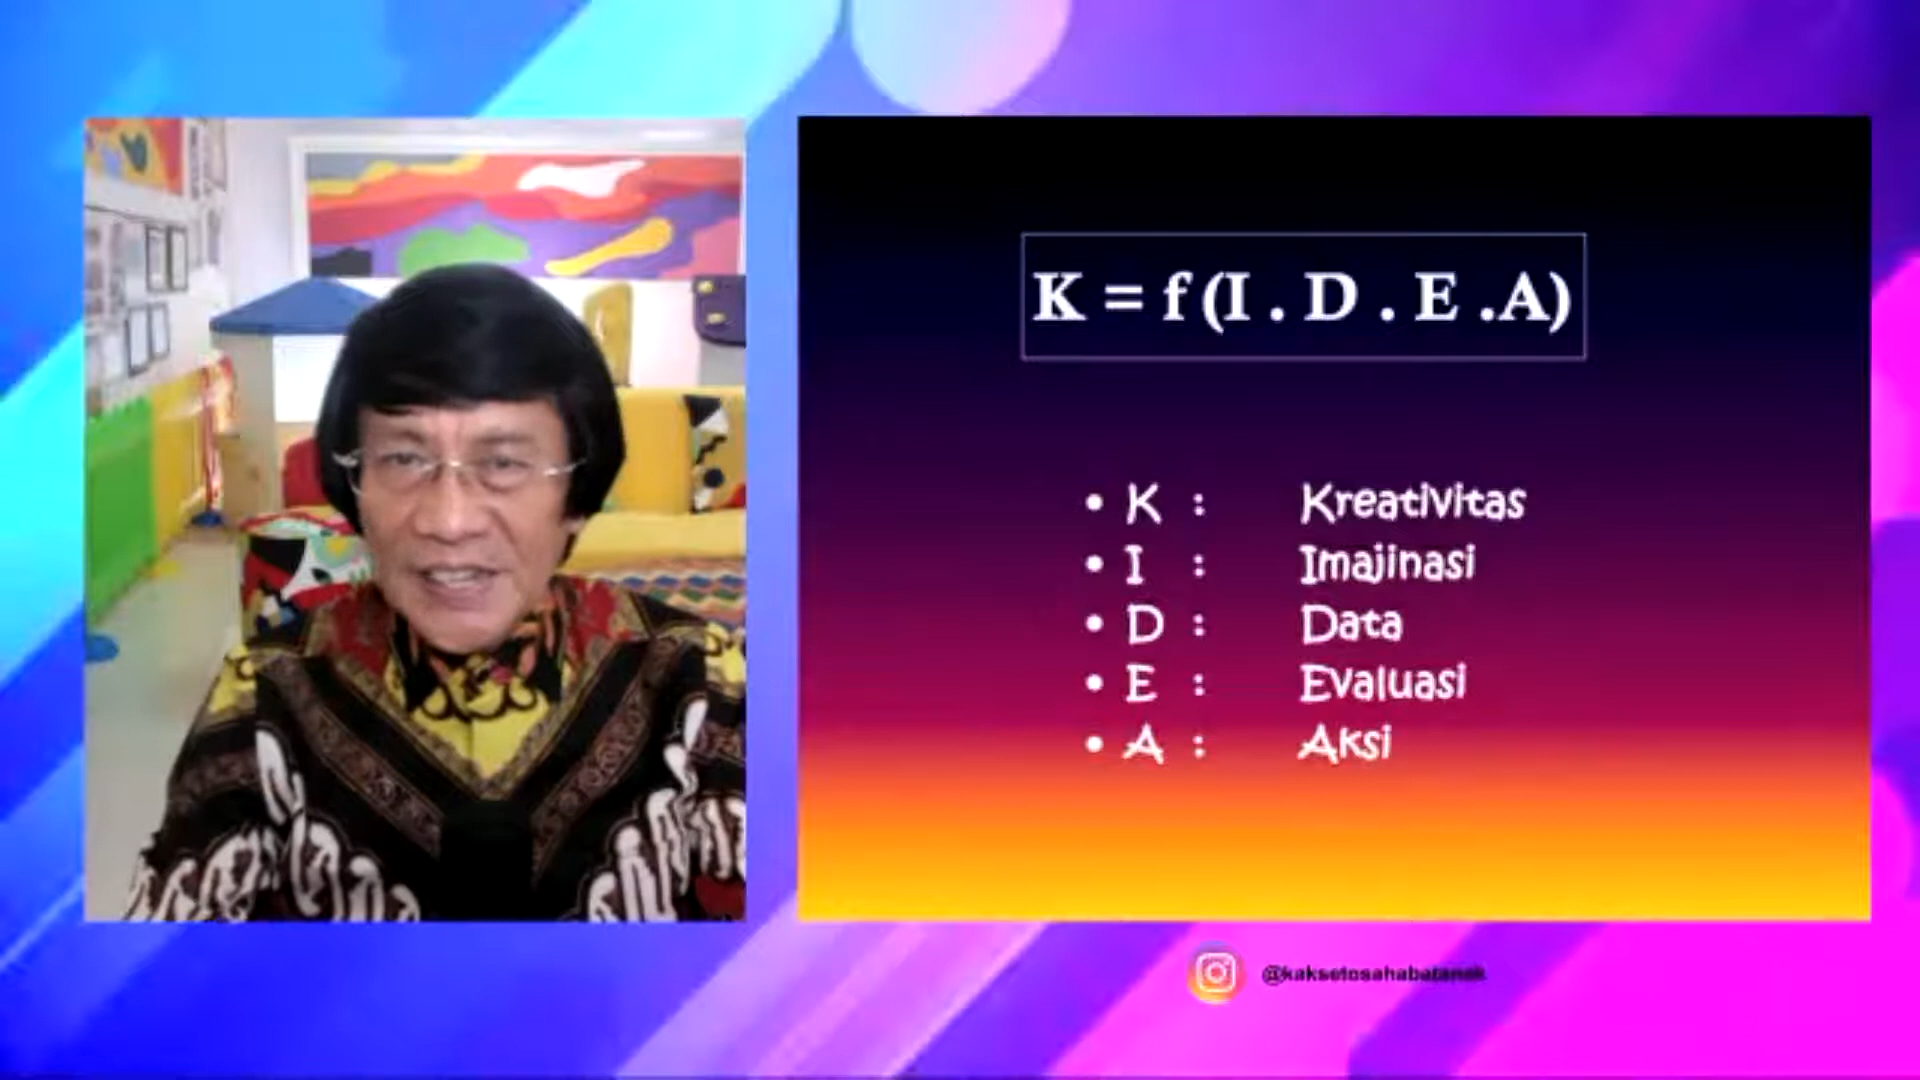 K = f (I . D . E .A)
• K : Kreativitas
• I : Imajinasi
• D : Data
• E : Evaluasi
• A : Aksi
@kaksetosahabatanak